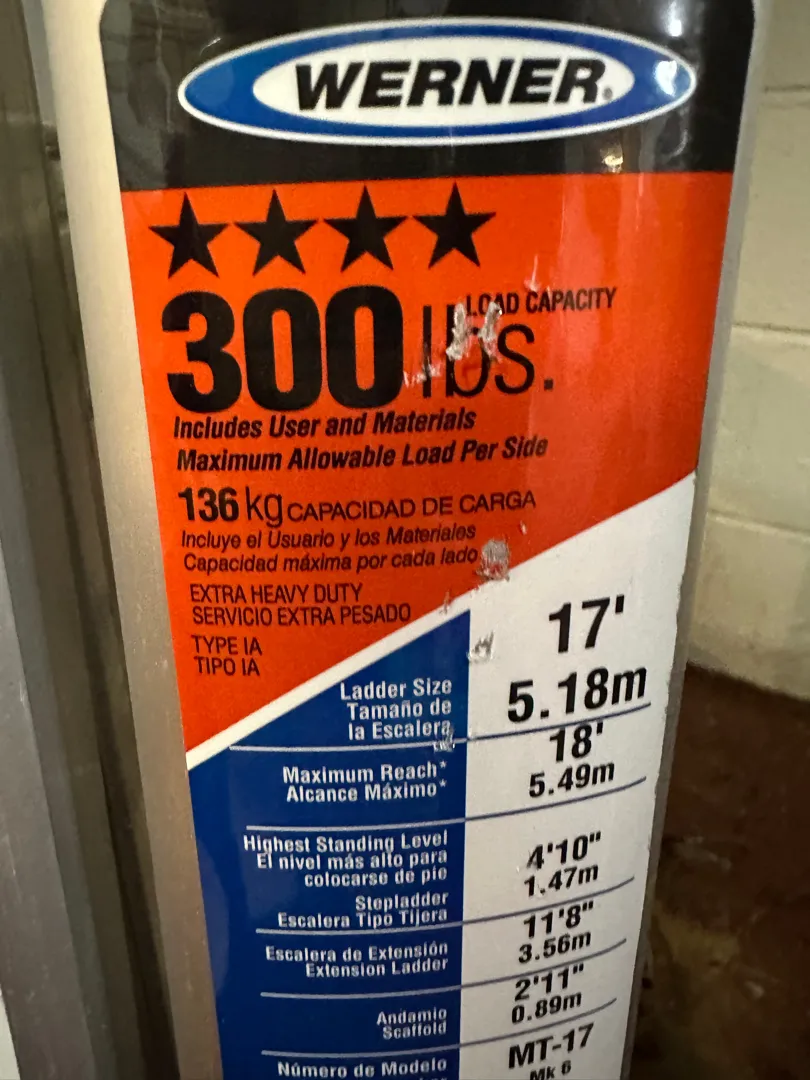 WERNER®
★★★★
LOAD CAPACITY
300 lbs.
Includes User and Materials
Maximum Allowable Load Per Side
136 kg CAPACIDAD DE CARGA
Incluye el Usuario y los Materiales
Capacidad máxima por cada lado
EXTRA HEAVY DUTY
SERVICIO EXTRA PESADO
TYPE IA
TIPO IA
Ladder Size
Tamaño de
la Escalera
17'
5.18m
Maximum Reach*
Alcance Máximo*
18'
5.49m
Highest Standing Level
El nivel más alto para
colocarse de pie
Stepladder
Escalera Tipo Tijera
4'10"
1.47m
Escalera de Extensión
Extension Ladder
11'8"
3.56m
Andamio
Scaffold
2'11"
0.89m
Número de Modelo
MT-17
Mk 6